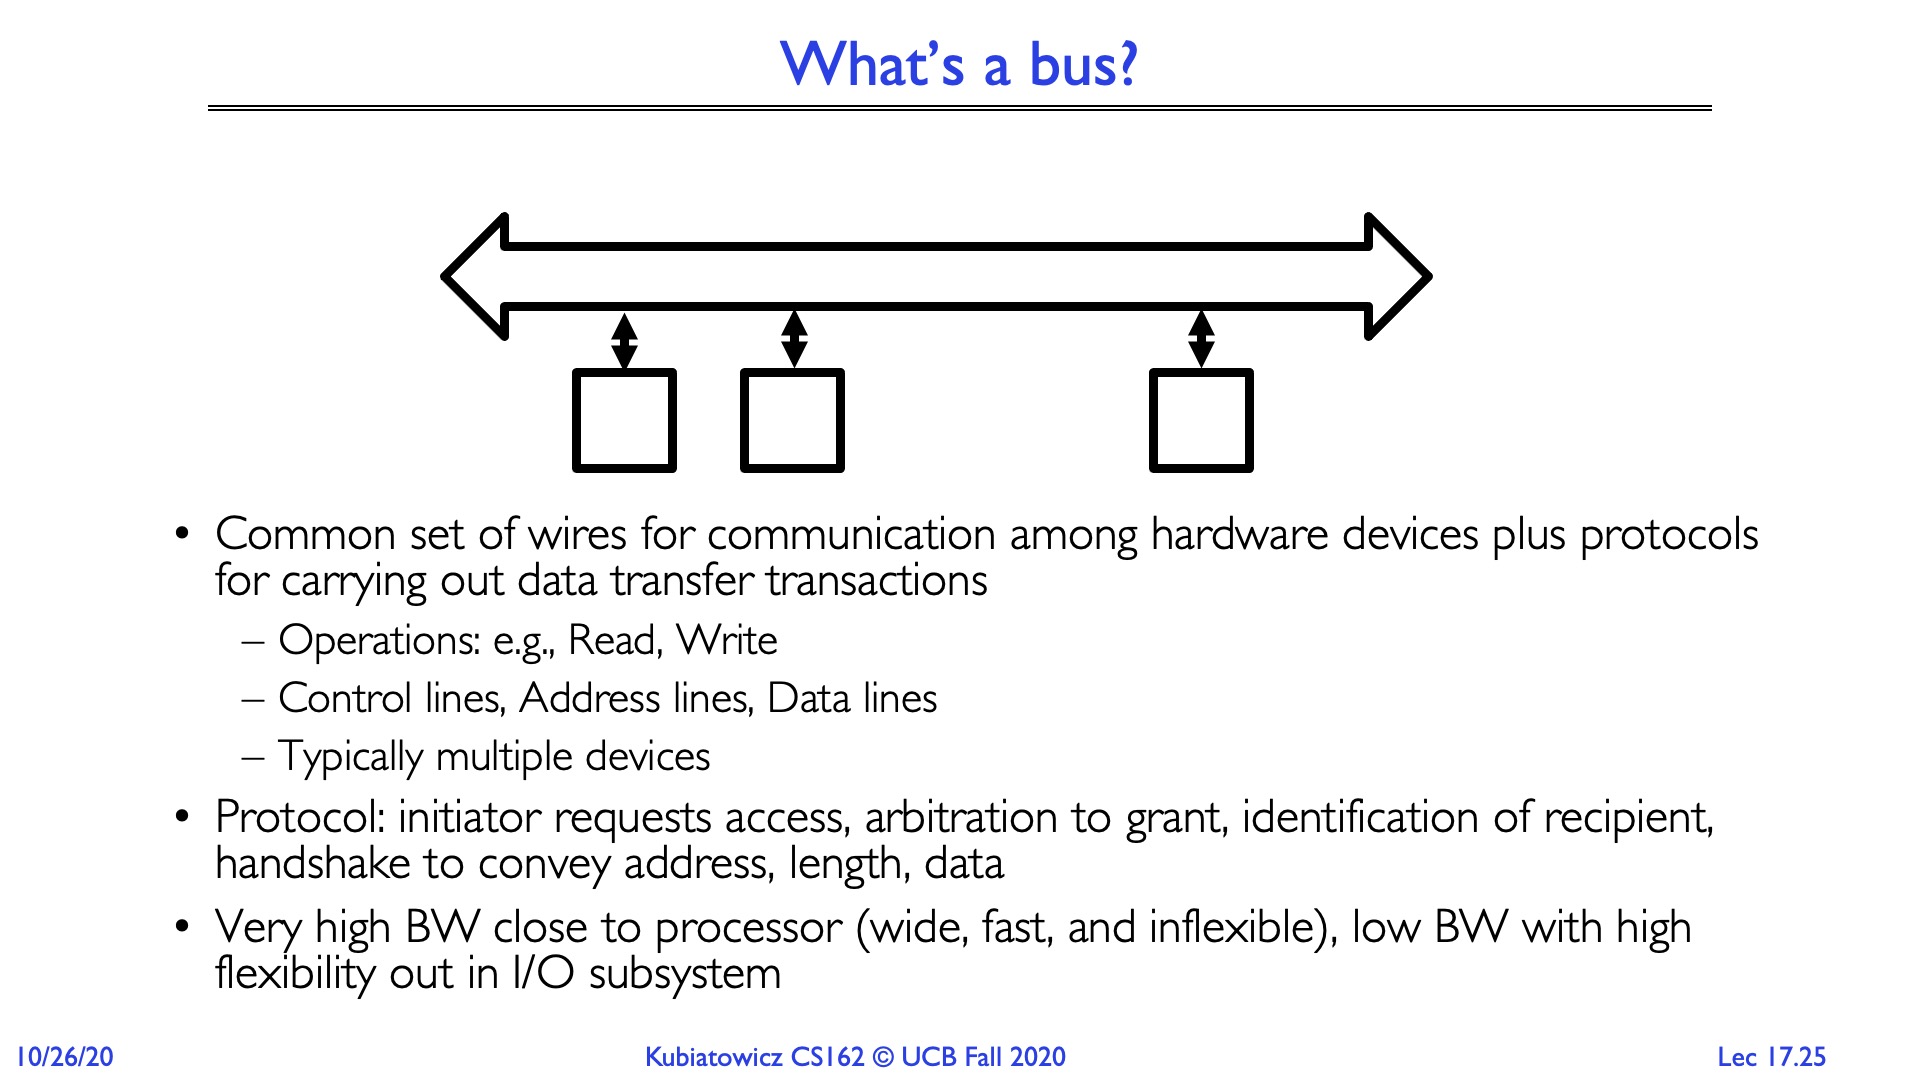 What’s a bus?
• Common set of wires for communication among hardware devices plus protocols
for carrying out data transfer transactions
– Operations: e.g., Read, Write
– Control lines, Address lines, Data lines
– Typically multiple devices
• Protocol: initiator requests access, arbitration to grant, identification of recipient,
handshake to convey address, length, data
• Very high BW close to processor (wide, fast, and inflexible), low BW with high
flexibility out in I/O subsystem
10/26/20
Kubiatowicz CS162 © UCB Fall 2020
Lec 17.25